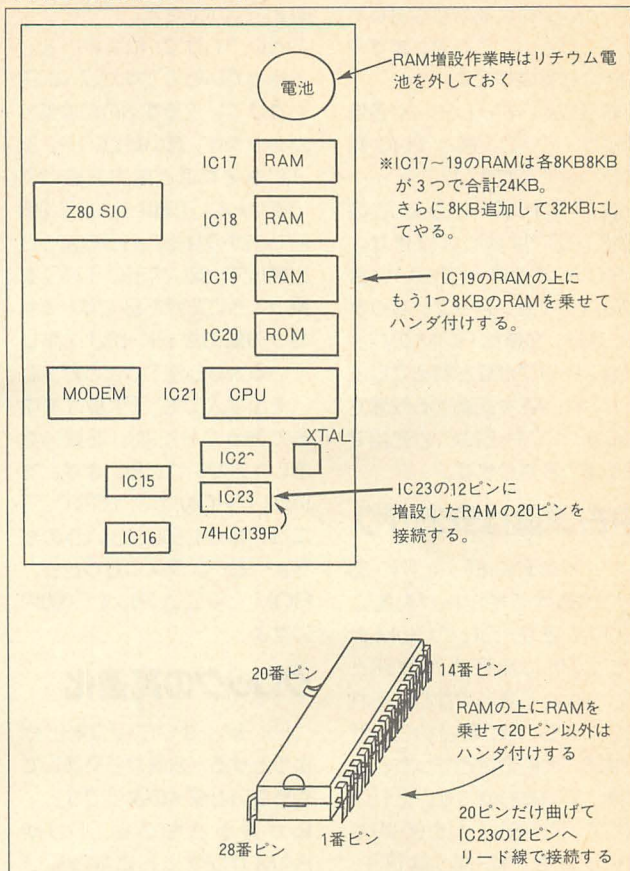 電池
RAM増設作業時はリチウム電
池を外しておく
IC17
RAM
※IC17〜19のRAMは各8KB8KB
が3つで合計24KB。
さらに8KB追加して32KBにし
てやる。
Z80 SIO
IC18
RAM
IC19
RAM
IC19のRAMの上に
もう1つ8KBのRAMを乗せて
ハンダ付けする。
IC20
ROM
MODEM
IC21
CPU
XTAL
IC15
IC23
IC23の12ピンに
増設したRAMの20ピンを
接続する。
IC16
74HC139P
20番ピン
14番ピン
RAMの上にRAMを
乗せて20ピン以外は
ハンダ付けする
28番ピン
1番ピン
20ピンだけ曲げて
IC23の12ピンへ
リード線で接続する